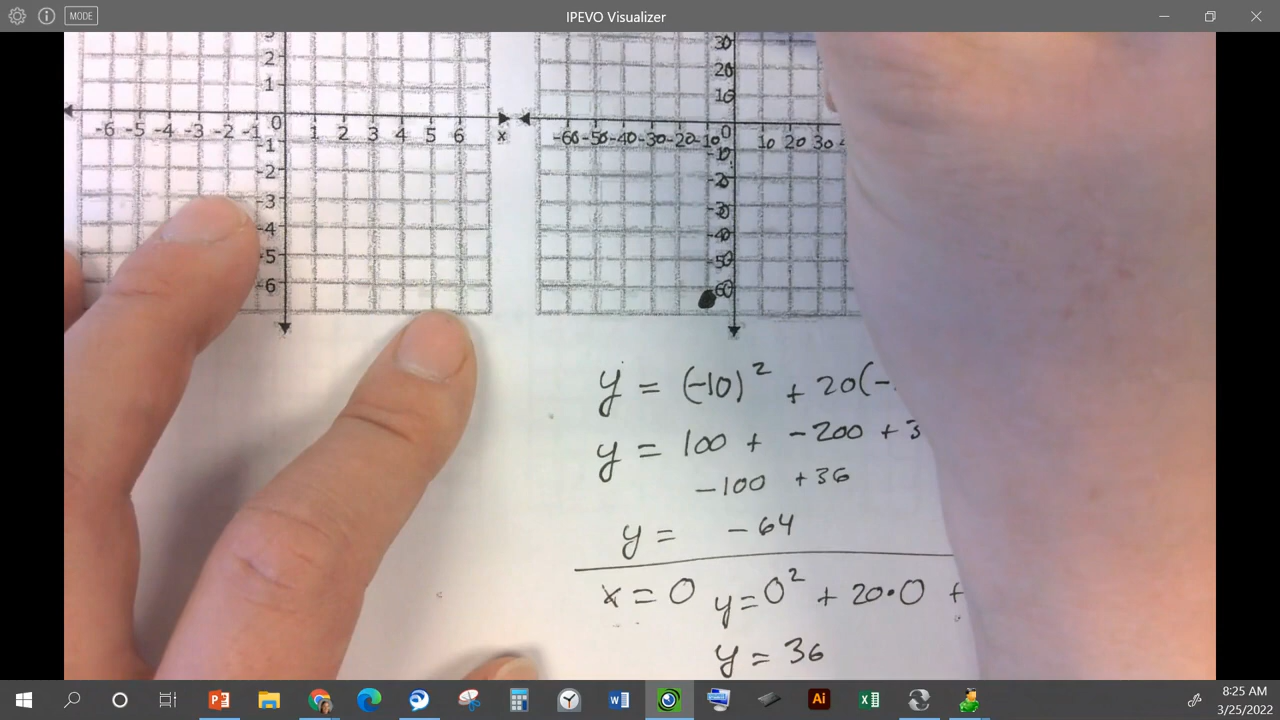 MODE
IPEVO Visualizer
3
2
1
-6 -5 -4 -3 -2 -1 0 1 2 3 4 5 6 x
-1
-2
-3
-4
-5
-6
30
20
10
-60 -50 -40 -30 -20 -10 0 10 20 30
-10
-20
-30
-40
-50
-60
y = (-10)² + 20(-
y = 100 + -200 + 3
-100 +36
y = -64
x = 0 y = 0² + 20•0 +
y = 36
8:25 AM
3/25/2022